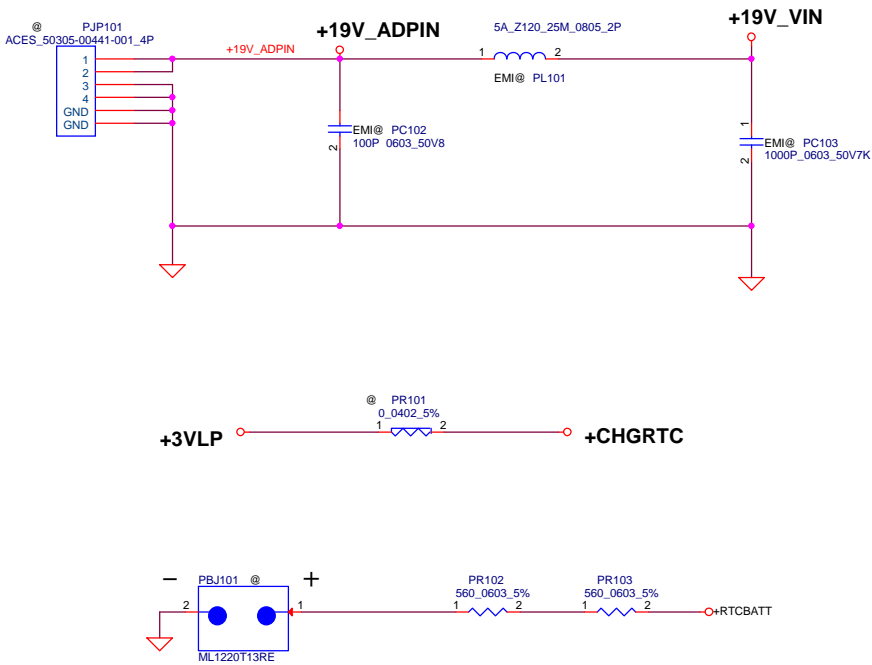 @ PJP101
ACES_50305-00441-001_4P
1
2
3
4
GND
GND
+19V_ADPIN
+19V_ADPIN
5A_Z120_25M_0805_2P
1 2
EMI@ PL101
+19V_VIN
EMI@ PC102
100P_0603_50V8
2
1
EMI@ PC103
1000P_0603_50V7K
2
@ PR101
0_0402_5%
1 2
+3VLP
+CHGRTC
− PBJ101 @ +
2 1
ML1220T13RE
PR102
560_0603_5%
1 2
PR103
560_0603_5%
1 2
+RTCBATT